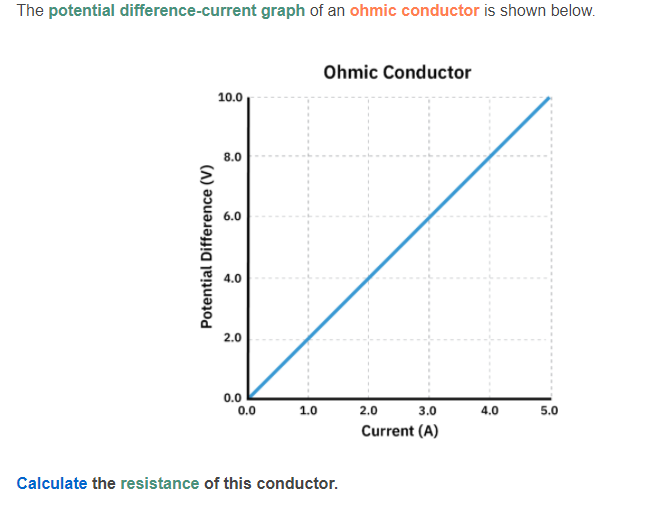 The potential difference-current graph of an ohmic conductor is shown below.
Ohmic Conductor
10.0
8.0
6.0
4.0
2.0
0.0
Potential Difference (V)
0.0 1.0 2.0 3.0 4.0 5.0
Current (A)
Calculate the resistance of this conductor.